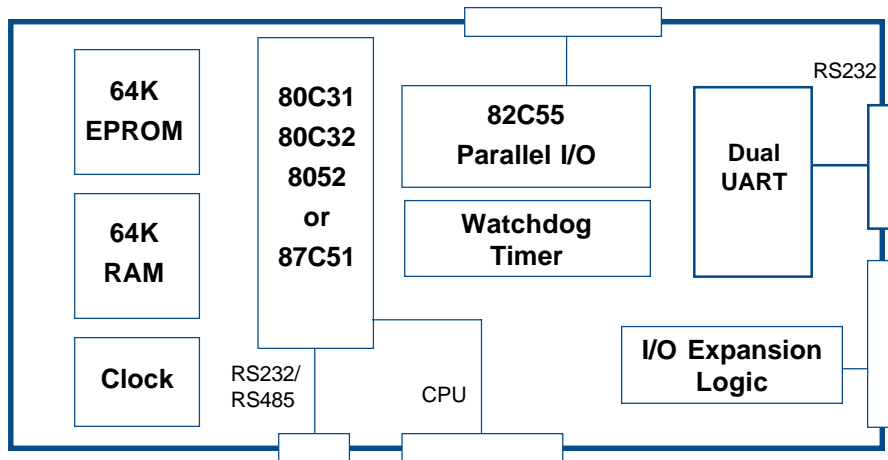 64K
EPROM
64K
RAM
Clock
80C31
80C32
8052
or
87C51
RS232/
RS485
CPU
82C55
Parallel I/O
Watchdog
Timer
RS232
Dual
UART
I/O Expansion
Logic